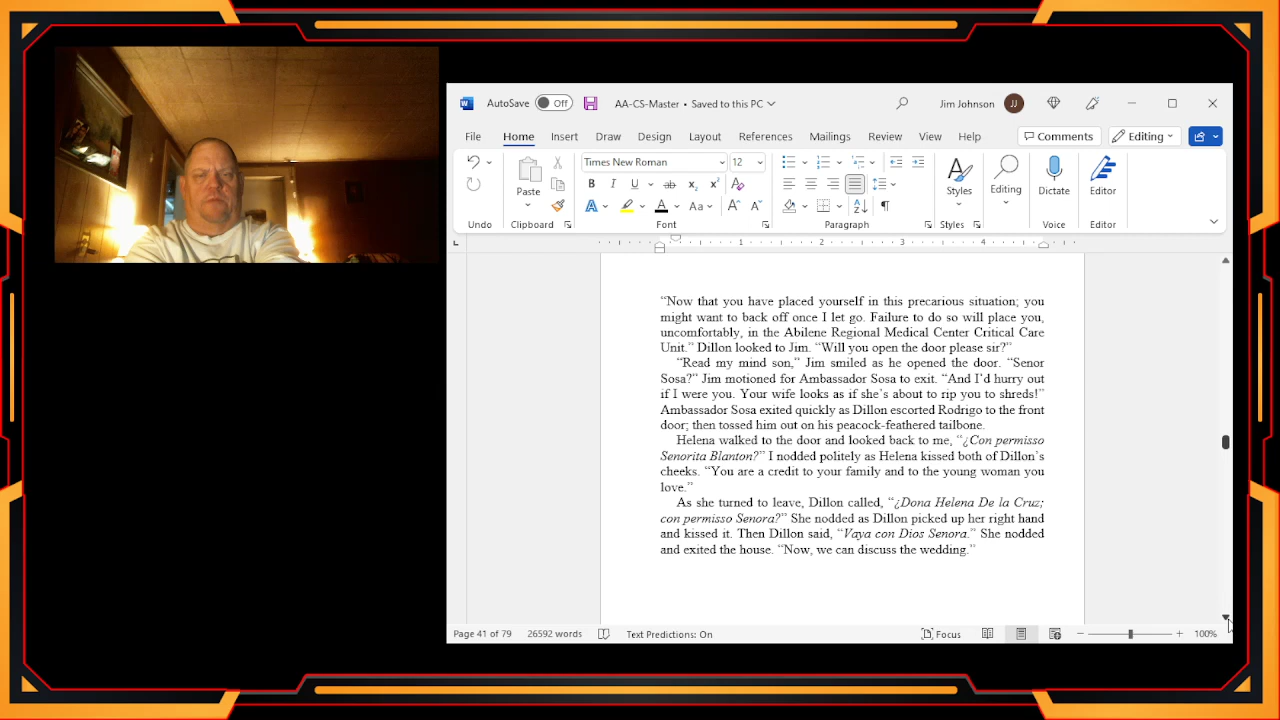 AutoSave Off AA-CS-Master • Saved to this PC Jim Johnson JJ
File Home Insert Draw Design Layout References Mailings Review View Help Comments Editing
Times New Roman 12
Paste Styles Editing Dictate Editor
B I U ab x₂ x²
A A Aa A A
Undo Clipboard Font Paragraph Styles Voice Editor
1 2 3 4
“Now that you have placed yourself in this precarious situation; you
might want to back off once I let go. Failure to do so will place you,
uncomfortably, in the Abilene Regional Medical Center Critical Care
Unit.” Dillon looked to Jim. “Will you open the door please sir?”
“Read my mind son,” Jim smiled as he opened the door. “Senor
Sosa?” Jim motioned for Ambassador Sosa to exit. “And I’d hurry out
if I were you. Your wife looks as if she’s about to rip you to shreds!”
Ambassador Sosa exited quickly as Dillon escorted Rodrigo to the front
door; then tossed him out on his peacock-feathered tailbone.
Helena walked to the door and looked back to me, “¿Con permisso
Senorita Blanton?” I nodded politely as Helena kissed both of Dillon’s
cheeks. “You are a credit to your family and to the young woman you
love.”
As she turned to leave, Dillon called, “¿Dona Helena De la Cruz;
con permisso Senora?” She nodded as Dillon picked up her right hand
and kissed it. Then Dillon said, “Vaya con Dios Senora.” She nodded
and exited the house. “Now, we can discuss the wedding.”
Page 41 of 79 26592 words Text Predictions: On Focus 100%